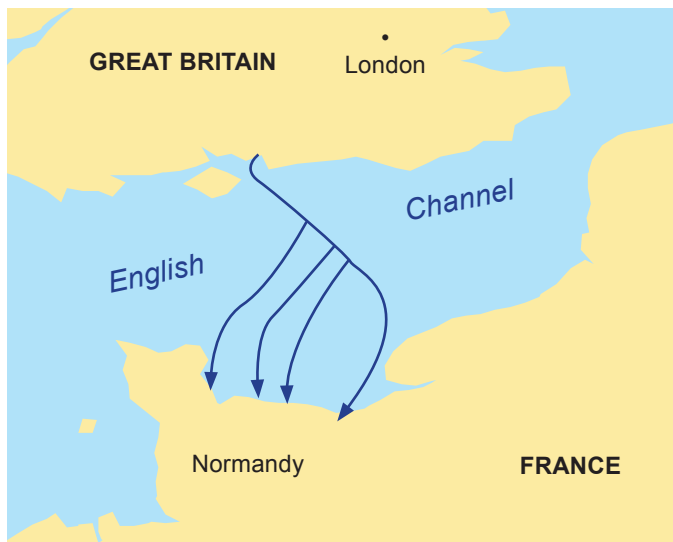 GREAT BRITAIN
London
Channel
English
Normandy
FRANCE